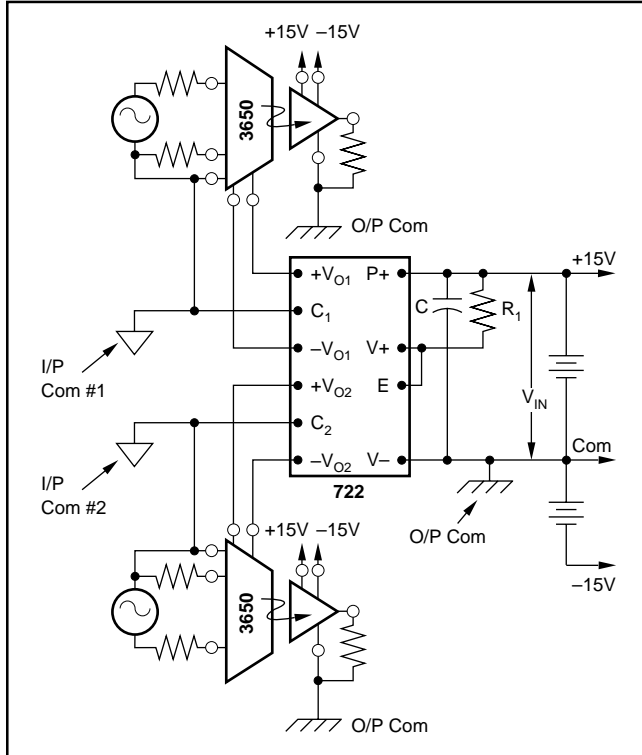 +15V –15V
3650
O/P Com
+V_O1 P+ +15V
C_1 C R_1
I/P
Com #1
–V_O1 V+
+V_O2 E V_IN
C_2 Com
I/P
Com #2
–V_O2 V–
722
O/P Com
+15V –15V
–15V
3650
O/P Com